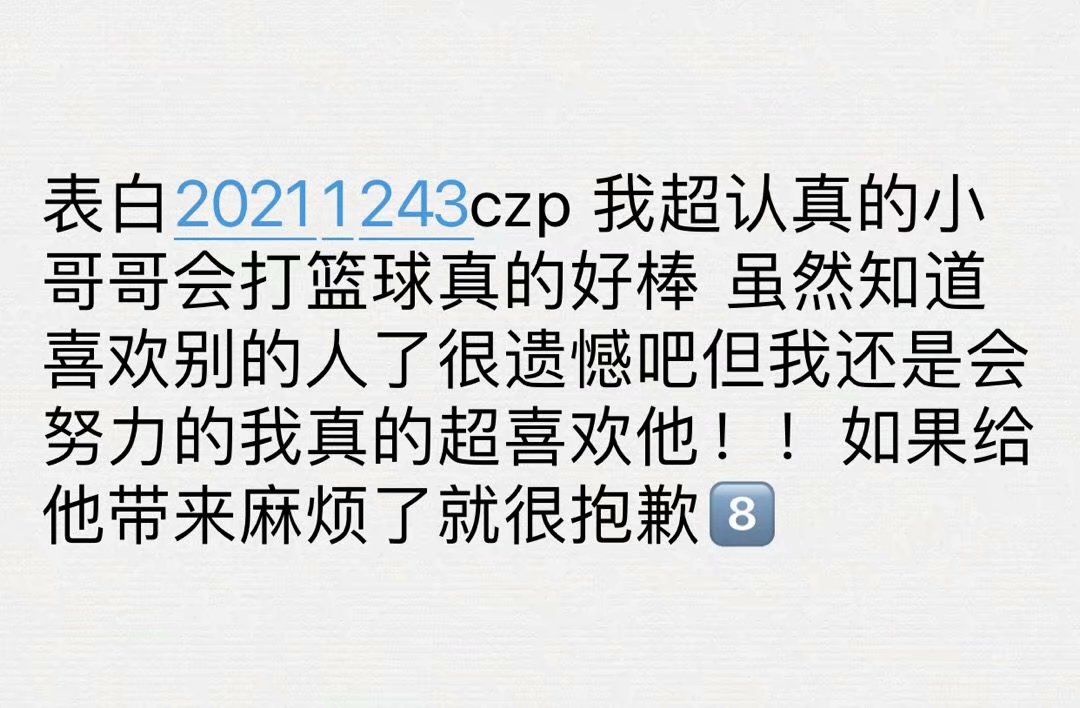 表白20211243czp 我超认真的小
哥哥会打篮球真的好棒 虽然知道
喜欢别的人了很遗憾吧但我还是会
努力的我真的超喜欢他！！如果给
他带来麻烦了就很抱歉8️⃣